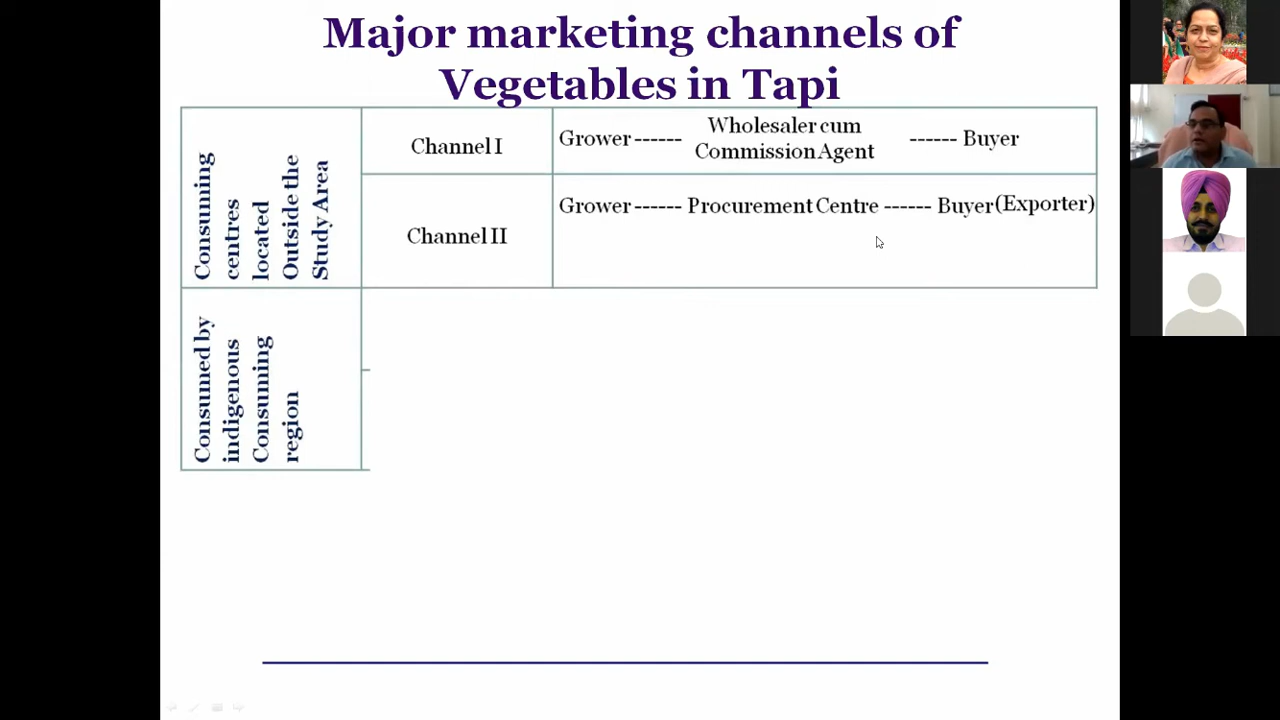 Major marketing channels of
Vegetables in Tapi
Consuming
centres
located
Outside the
Study Area
Channel I
Grower ------ Wholesaler cum Commission Agent ------ Buyer
Channel II
Grower ------ Procurement Centre ------ Buyer (Exporter)
Consumed by
indigenous
Consuming
region